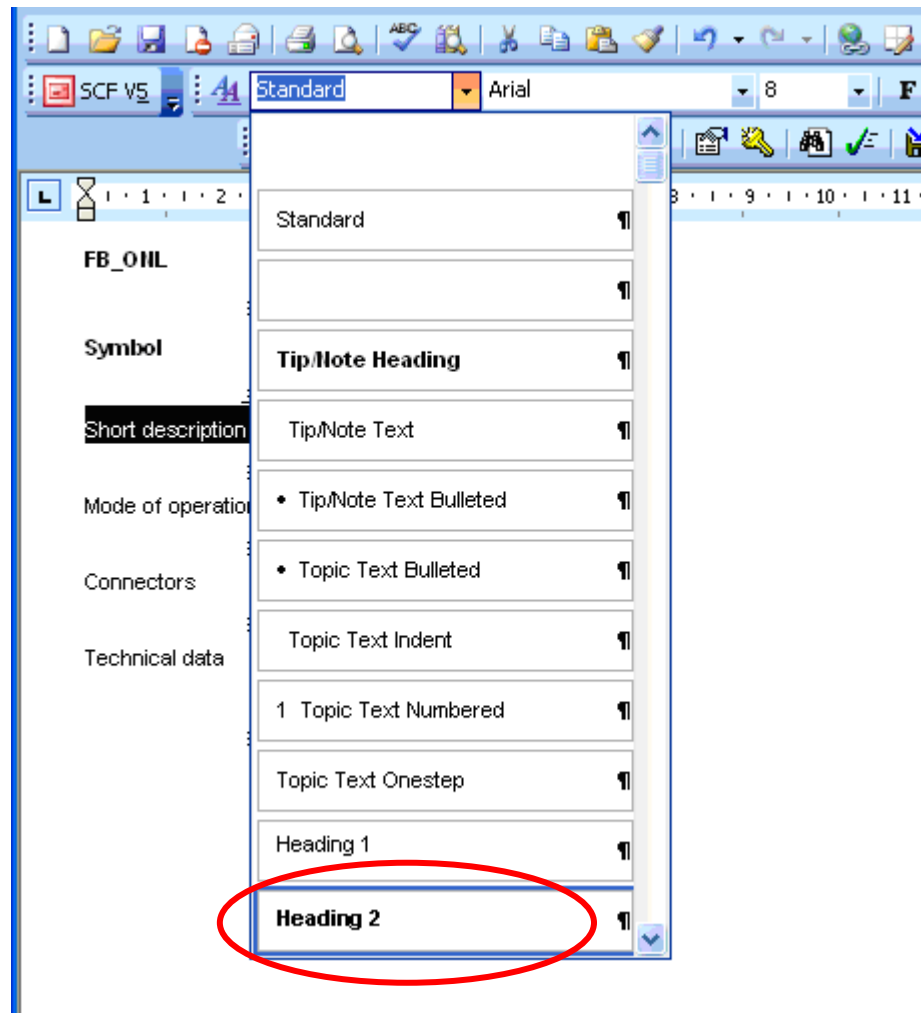 ABC
SCF V5 A4 Standard Arial 8 F
L 1 2 8 9 10 11
Standard ¶
FB_ONL
¶
Symbol
Tip/Note Heading ¶
Short description
Tip/Note Text ¶
• Tip/Note Text Bulleted ¶
Mode of operation
• Topic Text Bulleted ¶
Connectors
Topic Text Indent ¶
Technical data
1 Topic Text Numbered ¶
Topic Text Onestep ¶
Heading 1 ¶
Heading 2 ¶